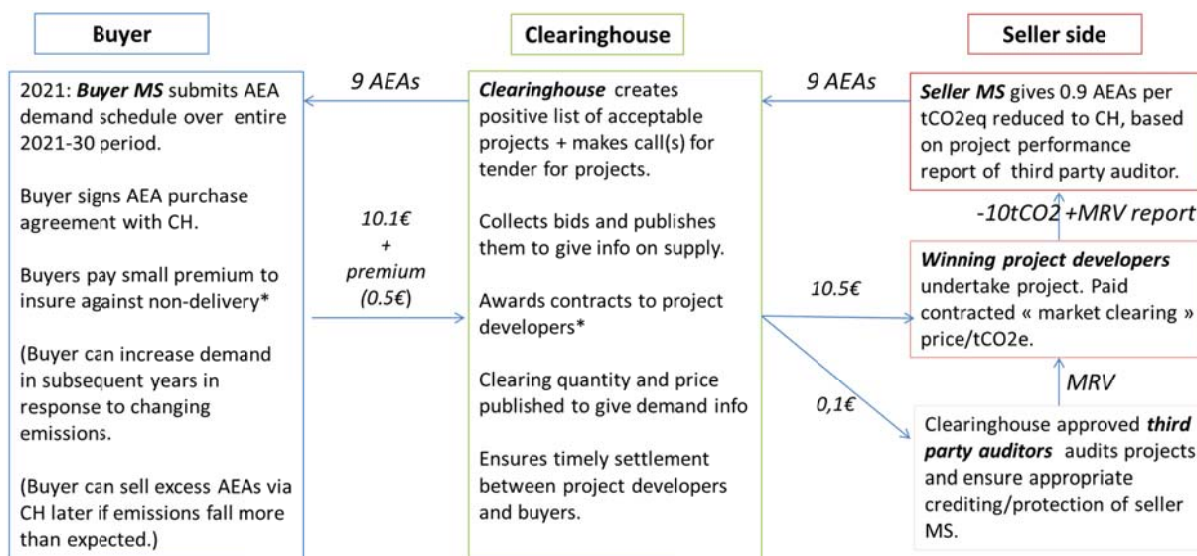 Buyer
Clearinghouse
Seller side
2021: Buyer MS submits AEA
demand schedule over entire
2021-30 period.
Buyer signs AEA purchase
agreement with CH.
Buyers pay small premium to
insure against non-delivery*
(Buyer can increase demand
in subsequent years in
response to changing
emissions.
(Buyer can sell excess AEAs via
CH later if emissions fall more
than expected.)
9 AEAs
10.1€
+
premium
(0.5€)
Clearinghouse creates
positive list of acceptable
projects + makes call(s) for
tender for projects.
Collects bids and publishes
them to give info on supply.
Awards contracts to project
developers*
Clearing quantity and price
published to give demand info
Ensures timely settlement
between project developers
and buyers.
9 AEAs
10.5€
0,1€
Seller MS gives 0.9 AEAs per
tCO2eq reduced to CH, based
on project performance
report of third party auditor.
-10tCO2 +MRV report
Winning project developers
undertake project. Paid
contracted « market clearing »
price/tCO2e.
MRV
Clearinghouse approved third
party auditors audits projects
and ensure appropriate
crediting/protection of seller
MS.